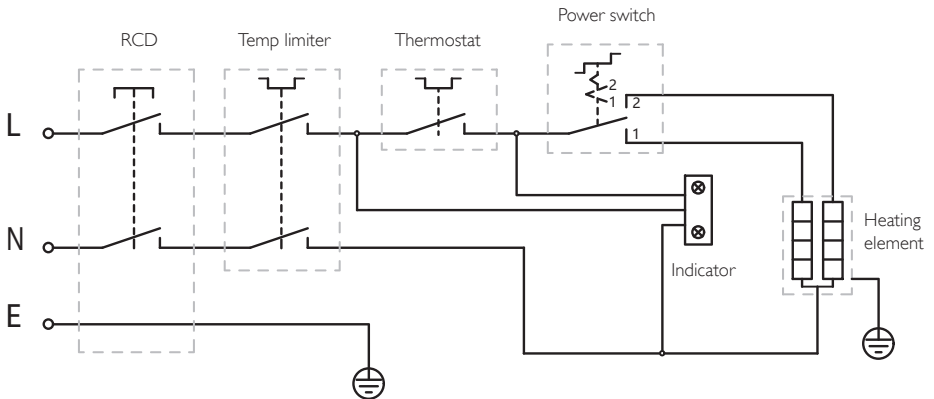 Power switch
RCD
Temp limiter
Thermostat
2
1
2
L
1
N
Heating
element
Indicator
E